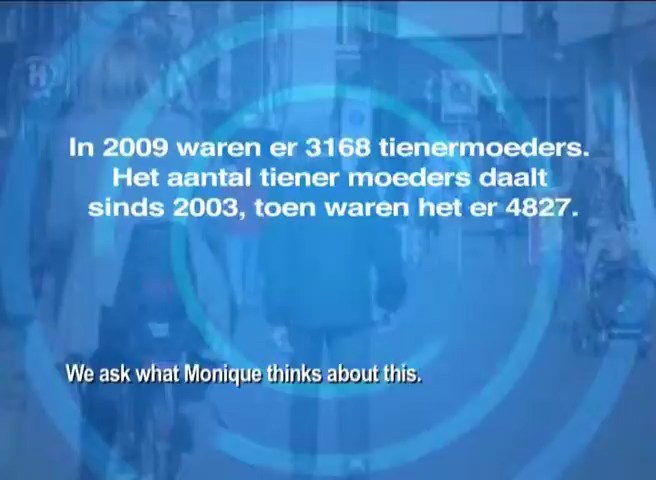 In 2009 waren er 3168 tienermoeders.
Het aantal tiener moeders daalt
sinds 2003, toen waren het er 4827.
We ask what Monique thinks about this.